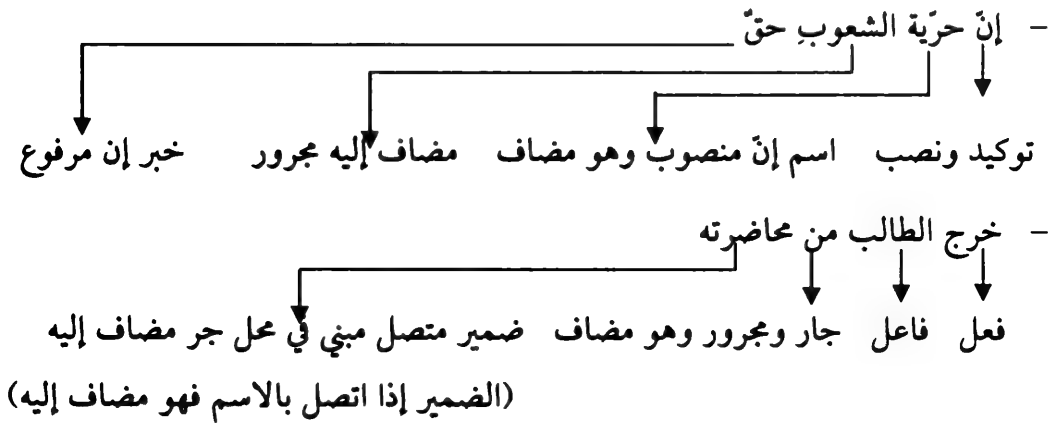 – إنّ حرّية الشعوبِ حقٌّ
توكيد ونصب اسم إنّ منصوب وهو مضاف مضاف إليه مجرور خبر إن مرفوع
– خرج الطالب من محاضرته
فعل فاعل جار ومجرور وهو مضاف ضمير متصل مبني في محل جر مضاف إليه
(الضمير إذا اتصل بالاسم فهو مضاف إليه)